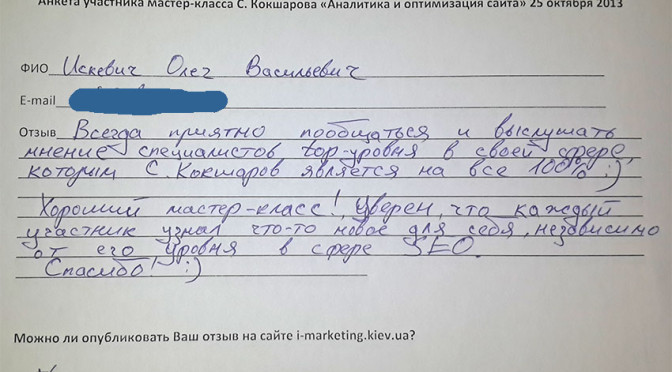 Анкета участника мастер-класса С. Кокшарова «Аналитика и оптимизация сайта» 25 октября 2013
ФИО Искевич Олег Васильевич
E-mail
Отзыв Всегда приятно пообщаться и выслушать
мнение специалистов top-уровня в своей сфере,
которым С. Кокшаров является на все 100% :)
Хороший мастер-класс! Уверен, что каждый
участник узнал что-то новое для себя, независимо
от его уровня в сфере SEO.
Спасибо! :)
Можно ли опубликовать Ваш отзыв на сайте i-marketing.kiev.ua?